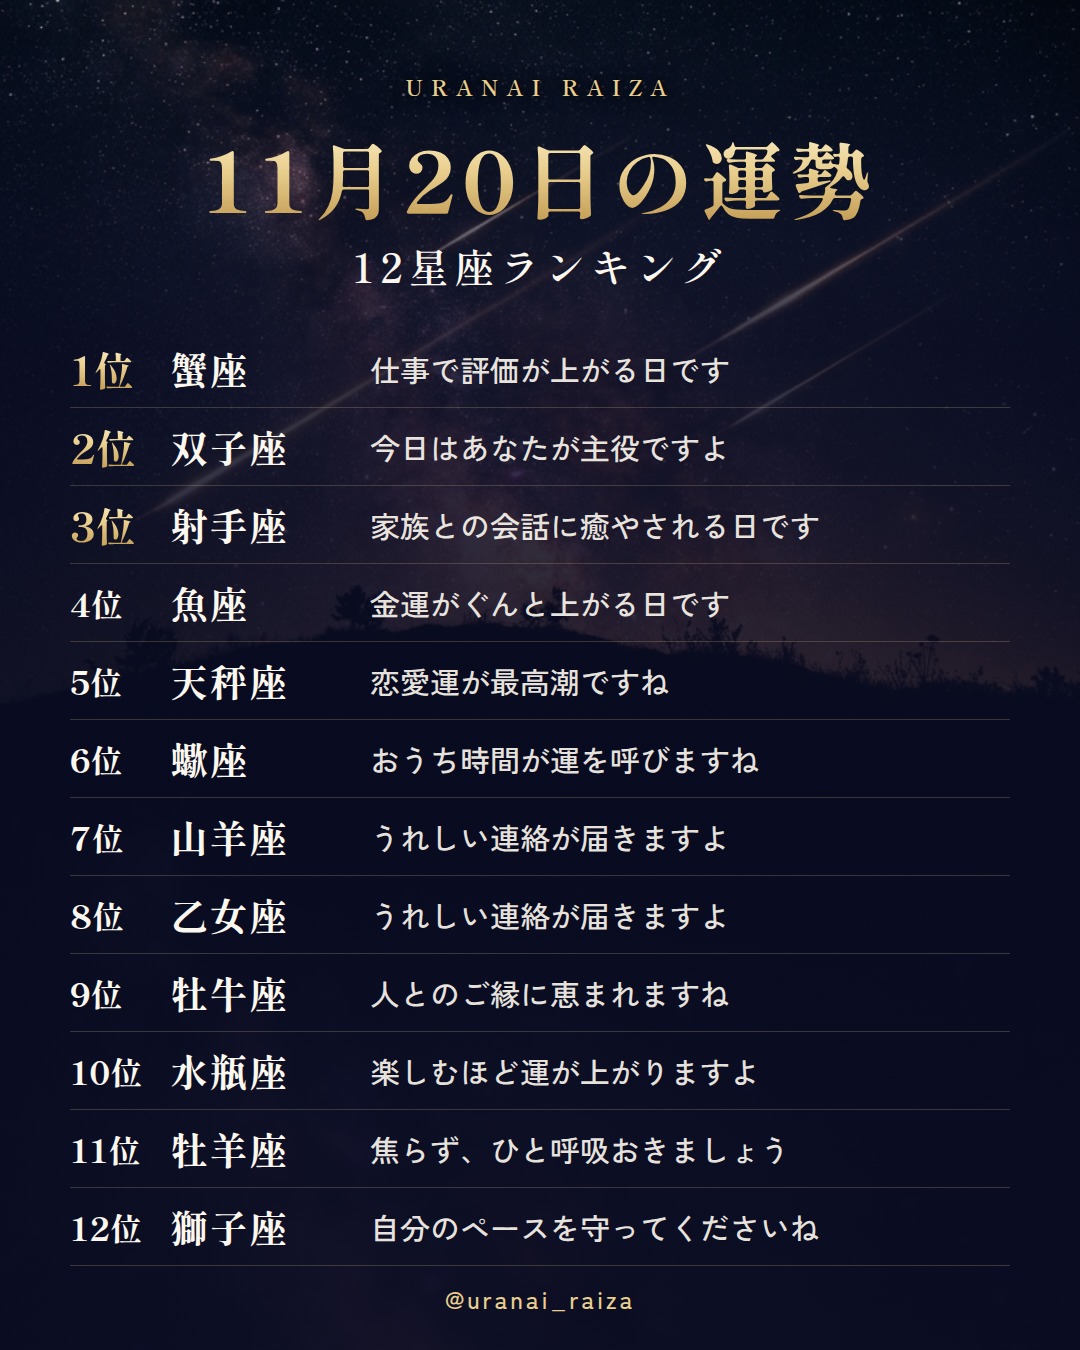 URANAI RAIZA
11月20日の運勢
12星座ランキング
1位 蟹座 仕事で評価が上がる日です
2位 双子座 今日はあなたが主役ですよ
3位 射手座 家族との会話に癒やされる日です
4位 魚座 金運がぐんと上がる日です
5位 天秤座 恋愛運が最高潮ですね
6位 蠍座 おうち時間が運を呼びますね
7位 山羊座 うれしい連絡が届きますよ
8位 乙女座 うれしい連絡が届きますよ
9位 牡牛座 人とのご縁に恵まれますね
10位 水瓶座 楽しむほど運が上がりますよ
11位 牡羊座 焦らず、ひと呼吸おきましょう
12位 獅子座 自分のペースを守ってくださいね
@uranai_raiza